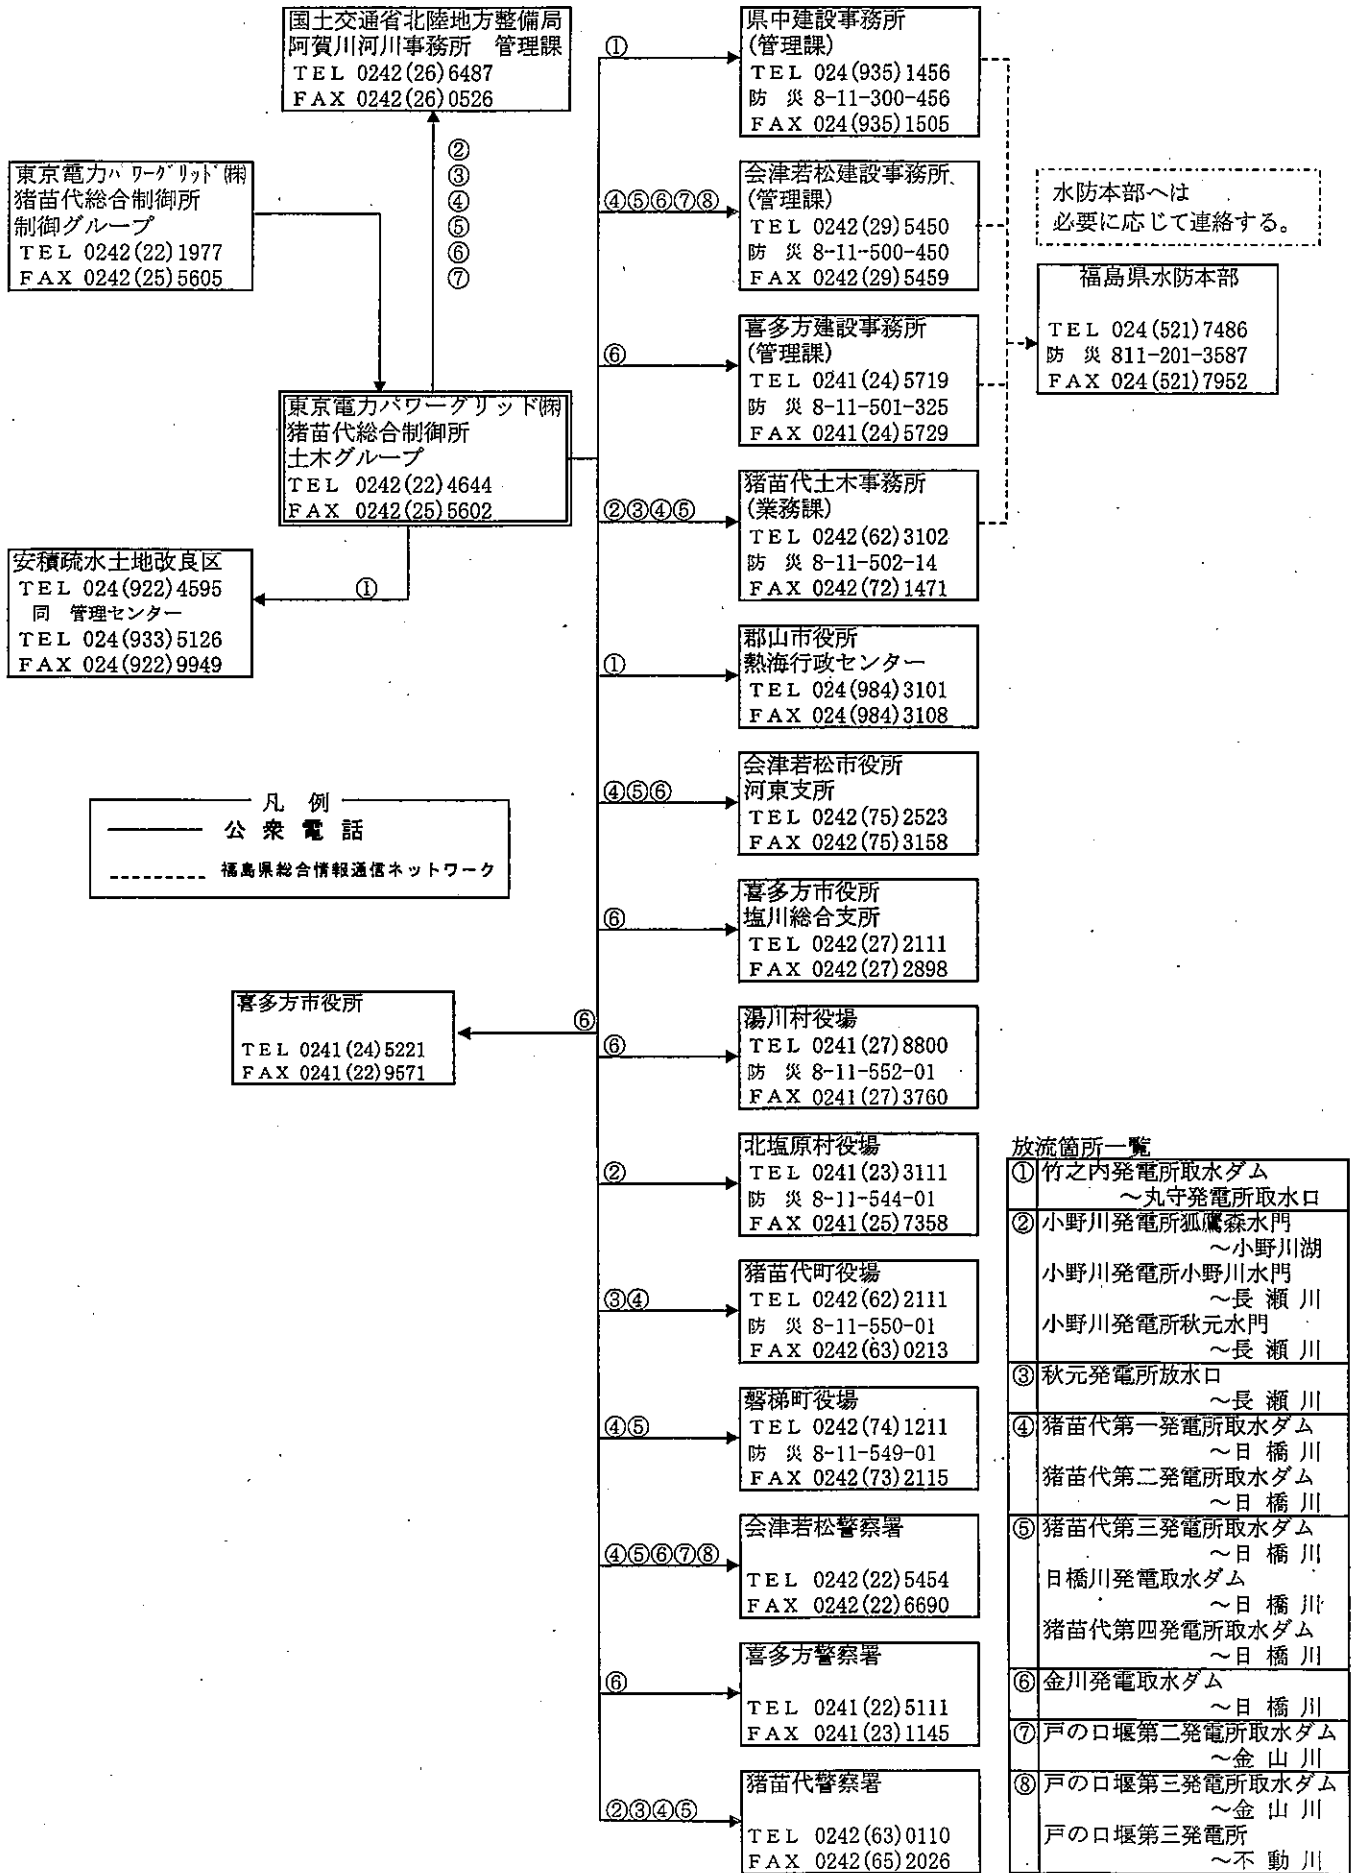 国土交通省北陸地方整備局
阿賀川河川事務所　管理課
TEL 0242(26)6487
FAX 0242(26)0526
②
③
④
⑤
⑥
⑦
東京電力パワーグリッド㈱
猪苗代総合制御所
制御グループ
TEL 0242(22)1977
FAX 0242(25)5605
東京電力パワーグリッド㈱
猪苗代総合制御所
土木グループ
TEL 0242(22)4644
FAX 0242(25)5602
安積疏水土地改良区
TEL 024(922)4595
同　管理センター
TEL 024(933)5126
FAX 024(922)9949
①
凡　例
公衆電話
福島県総合情報通信ネットワーク
喜多方市役所
TEL 0241(24)5221
FAX 0241(22)9571
⑥
①
県中建設事務所
(管理課)
TEL 024(935)1456
防　災 8-11-300-456
FAX 024(935)1505
④⑤⑥⑦⑧
会津若松建設事務所
(管理課)
TEL 0242(29)5450
防　災 8-11-500-450
FAX 0242(29)5459
⑥
喜多方建設事務所
(管理課)
TEL 0241(24)5719
防　災 8-11-501-325
FAX 0241(24)5729
②③④⑤
猪苗代土木事務所
(業務課)
TEL 0242(62)3102
防　災 8-11-502-14
FAX 0242(72)1471
①
郡山市役所
熱海行政センター
TEL 024(984)3101
FAX 024(984)3108
④⑤⑥
会津若松市役所
河東支所
TEL 0242(75)2523
FAX 0242(75)3158
⑥
喜多方市役所
塩川総合支所
TEL 0242(27)2111
FAX 0242(27)2898
⑥
湯川村役場
TEL 0241(27)8800
防　災 8-11-552-01
FAX 0241(27)3760
②
北塩原村役場
TEL 0241(23)3111
防　災 8-11-544-01
FAX 0241(25)7358
③④
猪苗代町役場
TEL 0242(62)2111
防　災 8-11-550-01
FAX 0242(63)0213
④⑤
磐梯町役場
TEL 0242(74)1211
防　災 8-11-549-01
FAX 0242(73)2115
④⑤⑥⑦⑧
会津若松警察署
TEL 0242(22)5454
FAX 0242(22)6690
⑥
喜多方警察署
TEL 0241(22)5111
FAX 0241(23)1145
②③④⑤
猪苗代警察署
TEL 0242(63)0110
FAX 0242(65)2026
水防本部へは
必要に応じて連絡する。
福島県水防本部
TEL 024(521)7486
防　災 811-201-3587
FAX 024(521)7952
放流箇所一覧
① 竹之内発電所取水ダム
～丸守発電所取水口
② 小野川発電所狐鷹森水門
～小野川湖
小野川発電所小野川水門
～長瀬川
小野川発電所秋元水門
～長瀬川
③ 秋元発電所放水口
～長瀬川
④ 猪苗代第一発電所取水ダム
～日橋川
猪苗代第二発電所取水ダム
～日橋川
⑤ 猪苗代第三発電所取水ダム
～日橋川
日橋川発電取水ダム
～日橋川
猪苗代第四発電所取水ダム
～日橋川
⑥ 金川発電取水ダム
～日橋川
⑦ 戸の口堰第二発電所取水ダム
～金山川
⑧ 戸の口堰第三発電所取水ダム
～金山川
戸の口堰第三発電所
～不動川